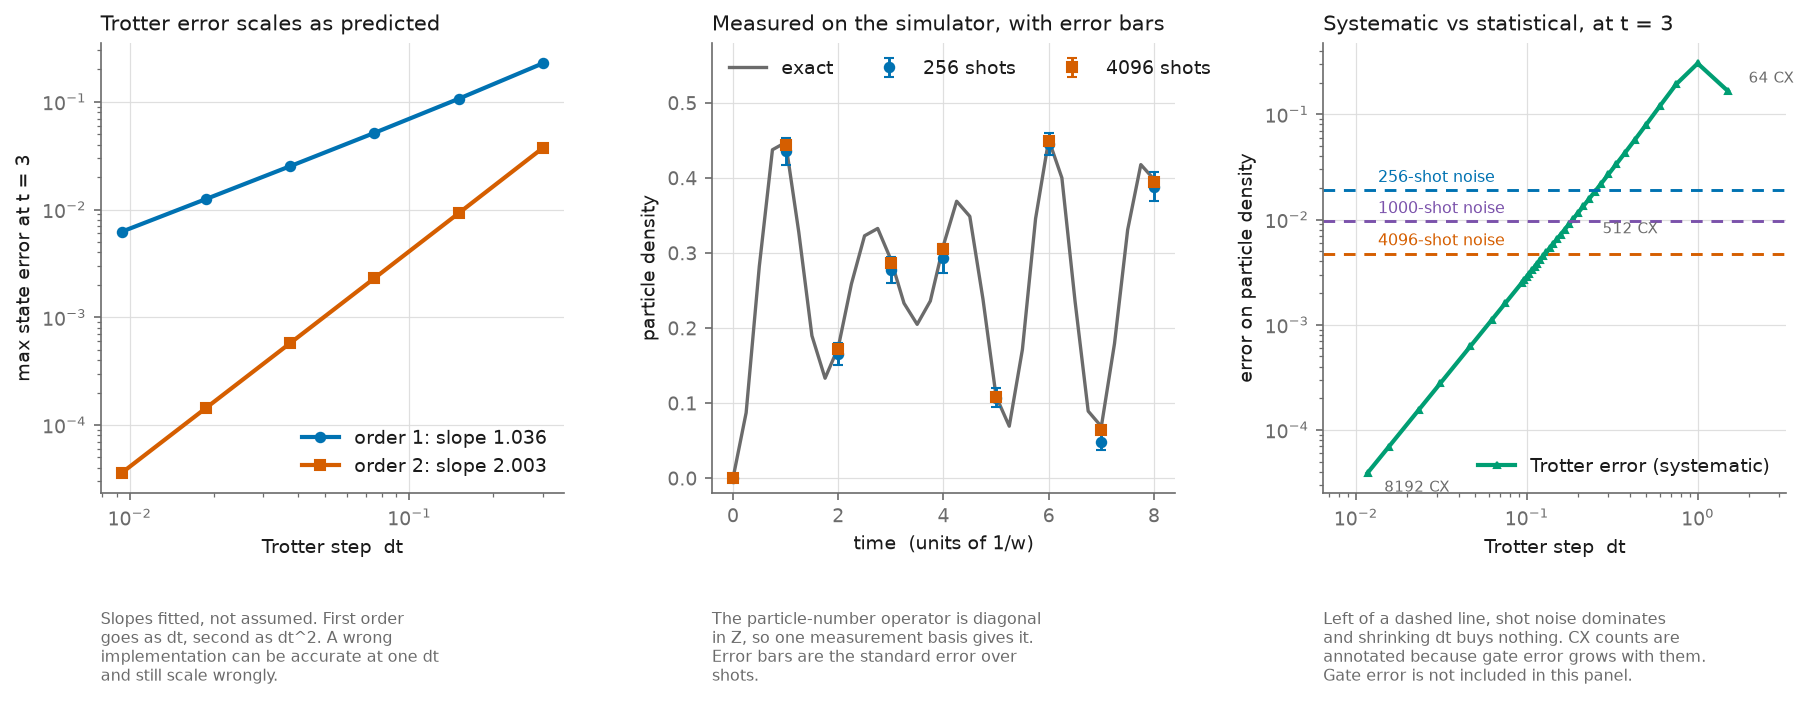 Trotter error scales as predicted
max state error at t = 3
10⁻¹
10⁻²
10⁻³
10⁻⁴
order 1: slope 1.036
order 2: slope 2.003
10⁻²
10⁻¹
Trotter step dt
Slopes fitted, not assumed. First order
goes as dt, second as dt^2. A wrong
implementation can be accurate at one dt
and still scale wrongly.
Measured on the simulator, with error bars
exact
256 shots
4096 shots
particle density
0.5
0.4
0.3
0.2
0.1
0.0
0
2
4
6
8
time (units of 1/w)
The particle-number operator is diagonal
in Z, so one measurement basis gives it.
Error bars are the standard error over
shots.
Systematic vs statistical, at t = 3
64 CX
error on particle density
10⁻¹
10⁻²
10⁻³
10⁻⁴
256-shot noise
1000-shot noise
512 CX
4096-shot noise
Trotter error (systematic)
8192 CX
10⁻²
10⁻¹
10⁰
Trotter step dt
Left of a dashed line, shot noise dominates
and shrinking dt buys nothing. CX counts are
annotated because gate error grows with them.
Gate error is not included in this panel.